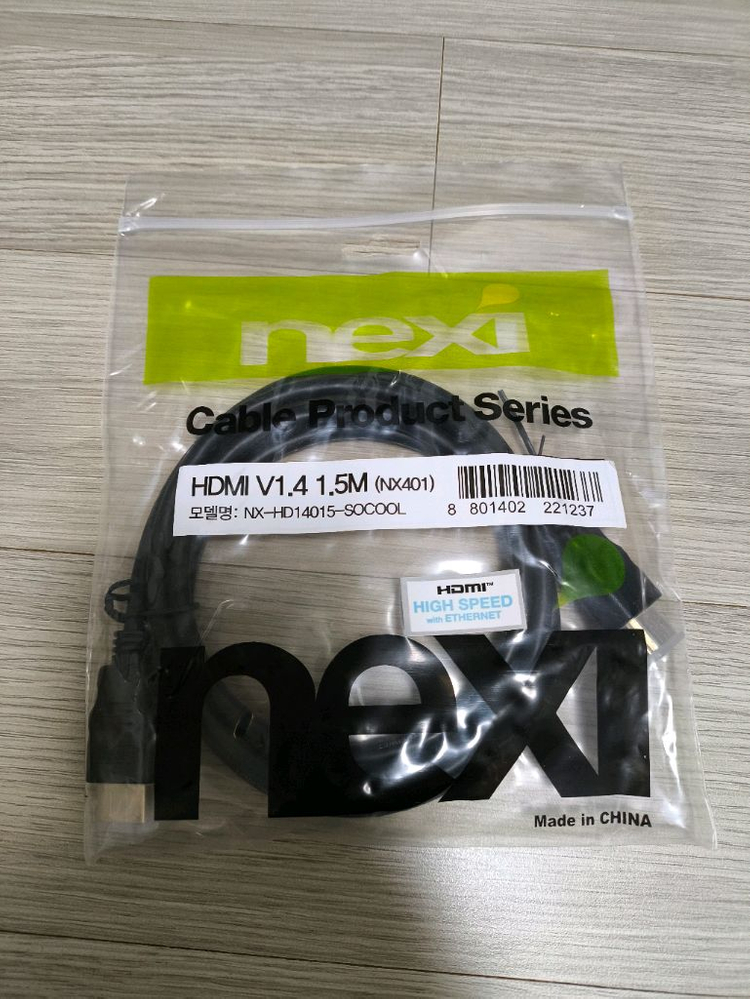 nexi
Cable Product Series
HDMI V1.4 1.5M (NX401)
모델명: NX-HD14015-SOCOOL
8 801402 221237
HDMI™
HIGH SPEED
with ETHERNET
nexi
Made in CHINA